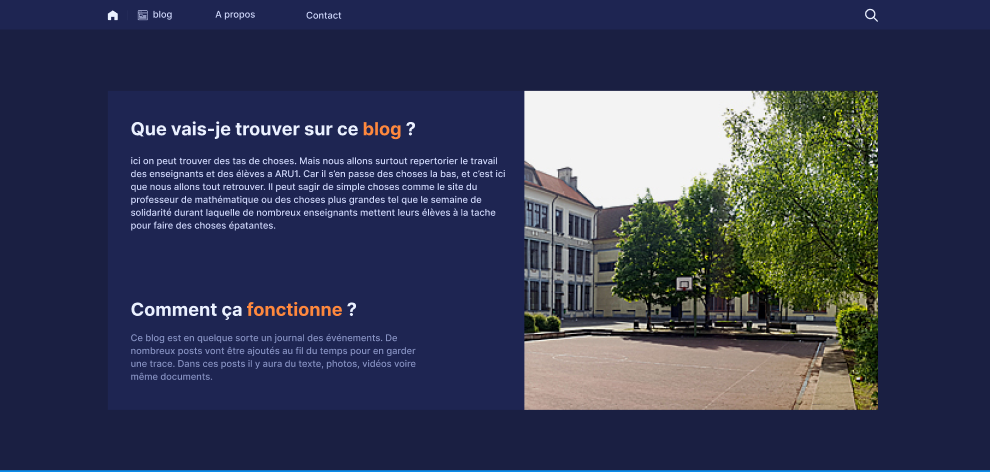 blog
A propos
Contact
Que vais-je trouver sur ce blog ?
ici on peut trouver des tas de choses. Mais nous allons surtout repertorier le travail
des enseignants et des élèves a ARU1. Car il s'en passe des choses la bas, et c'est ici
que nous allons tout retrouver. Il peut sagir de simple choses comme le site du
professeur de mathématique ou des choses plus grandes tel que le semaine de
solidarité durant laquelle de nombreux enseignants mettent leurs élèves à la tache
pour faire des choses épatantes.
Comment ça fonctionne ?
Ce blog est en quelque sorte un journal des événements. De
nombreux posts vont être ajoutés au fil du temps pour en garder
une trace. Dans ces posts il y aura du texte, photos, vidéos voire
même documents.